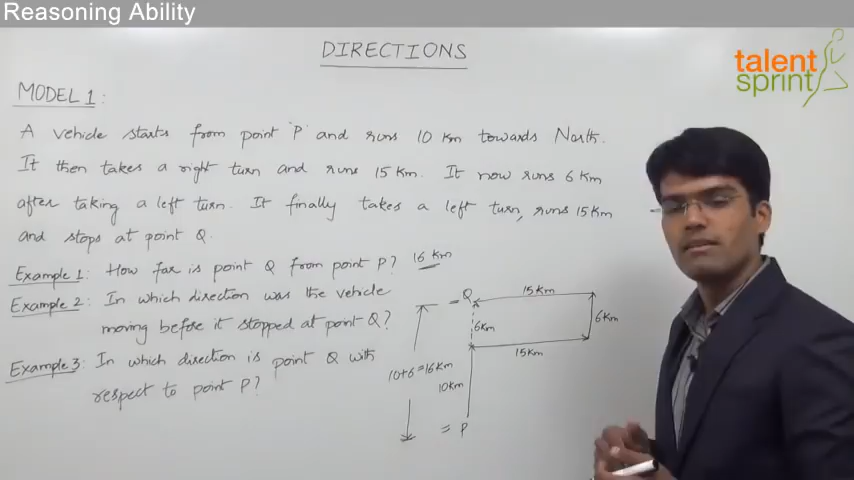 Reasoning Ability
DIRECTIONS
talent
sprint
MODEL 1:
A vehicle starts from point 'P' and runs 10 km towards North.
It then takes a right turn and runs 15 Km. It now runs 6 Km
after taking a left turn. It finally takes a left turn, runs 15 Km
and stops at point Q.
Example 1: How far is point Q from point P? 16 Km
Example 2: In which direction was the vehicle
moving before it stopped at point Q?
Example 3: In which direction is point Q with
respect to point P?
= Q
15 Km
6 Km
6 Km
15 Km
10+6 = 16 Km
10 Km
= P